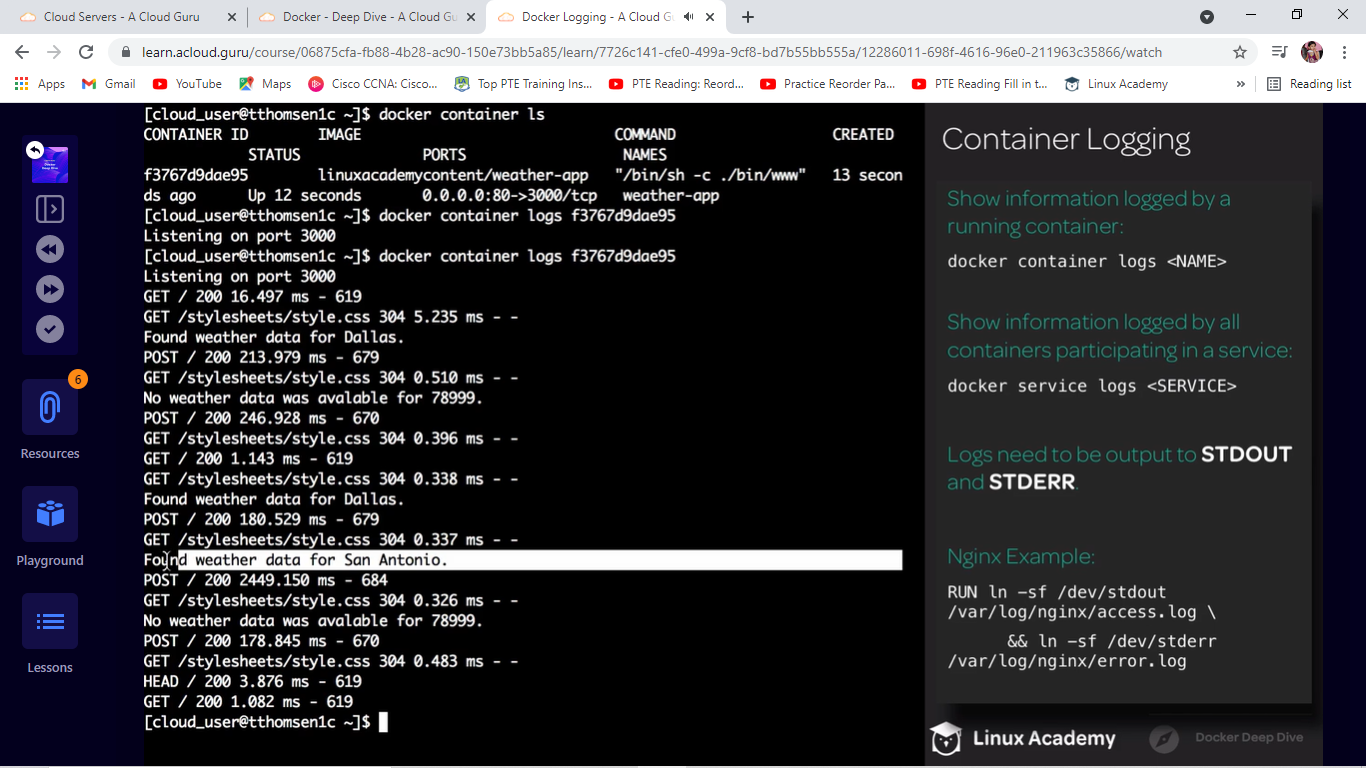 Cloud Servers - A Cloud Guru
Docker - Deep Dive - A Cloud Gu
Docker Logging - A Cloud G
learn.acloud.guru/course/06875cfa-fb88-4b28-ac90-150e73bb5a85/learn/7726c141-cfe0-499a-9cf8-bd7b55bb555a/12286011-698f-4616-96e0-211963c35866/watch
Apps
Gmail
YouTube
Maps
Cisco CCNA: Cisco...
Top PTE Training Ins...
PTE Reading: Reord...
Practice Reorder Pa...
PTE Reading Fill in t...
Linux Academy
»
Reading list
6
Resources
Playground
Lessons
[cloud_user@tthomsen1c ~]$ docker container ls
CONTAINER ID IMAGE COMMAND CREATED
STATUS PORTS NAMES
f3767d9dae95 linuxacademycontent/weather-app "/bin/sh -c ./bin/www" 13 secon
ds ago Up 12 seconds 0.0.0.0:80->3000/tcp weather-app
[cloud_user@tthomsen1c ~]$ docker container logs f3767d9dae95
Listening on port 3000
[cloud_user@tthomsen1c ~]$ docker container logs f3767d9dae95
Listening on port 3000
GET / 200 16.497 ms - 619
GET /stylesheets/style.css 304 5.235 ms - -
Found weather data for Dallas.
POST / 200 213.979 ms - 679
GET /stylesheets/style.css 304 0.510 ms - -
No weather data was avalable for 78999.
POST / 200 246.928 ms - 670
GET /stylesheets/style.css 304 0.396 ms - -
GET / 200 1.143 ms - 619
GET /stylesheets/style.css 304 0.338 ms - -
Found weather data for Dallas.
POST / 200 180.529 ms - 679
GET /stylesheets/style.css 304 0.337 ms - -
Found weather data for San Antonio.
POST / 200 2449.150 ms - 684
GET /stylesheets/style.css 304 0.326 ms - -
No weather data was avalable for 78999.
POST / 200 178.845 ms - 670
GET /stylesheets/style.css 304 0.483 ms - -
HEAD / 200 3.876 ms - 619
GET / 200 1.082 ms - 619
[cloud_user@tthomsen1c ~]$
Container Logging
Show information logged by a
running container:
docker container logs <NAME>
Show information logged by all
containers participating in a service:
docker service logs <SERVICE>
Logs need to be output to STDOUT
and STDERR.
Nginx Example:
RUN ln -sf /dev/stdout
/var/log/nginx/access.log \
&& ln -sf /dev/stderr
/var/log/nginx/error.log
Linux Academy
Docker Deep Dive